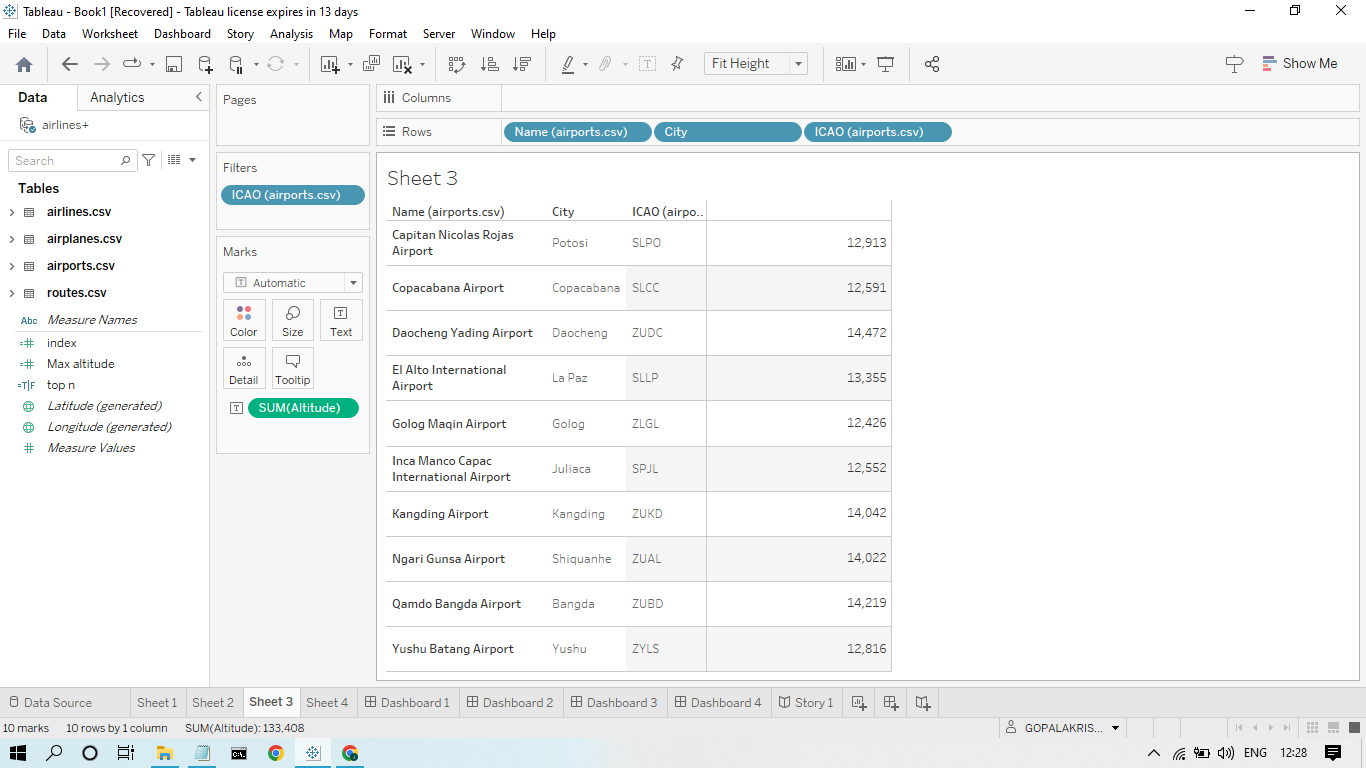 Tableau - Book1 [Recovered] - Tableau license expires in 13 days
File Data Worksheet Dashboard Story Analysis Map Format Server Window Help
Fit Height
Show Me
Data Analytics
airlines+
Search
Tables
airlines.csv
airplanes.csv
airports.csv
routes.csv
Abc Measure Names
index
Max altitude
T|F top n
Latitude (generated)
Longitude (generated)
Measure Values
Pages
Filters
ICAO (airports.csv)
Marks
Automatic
Color Size Text
Detail Tooltip
SUM(Altitude)
Columns
Rows Name (airports.csv) City ICAO (airports.csv)
Sheet 3
Name (airports.csv) City ICAO (airpo..
Capitan Nicolas Rojas
Airport Potosi SLPO 12,913
Copacabana Airport Copacabana SLCC 12,591
Daocheng Yading Airport Daocheng ZUDC 14,472
El Alto International
Airport La Paz SLLP 13,355
Golog Maqin Airport Golog ZLGL 12,426
Inca Manco Capac
International Airport Juliaca SPJL 12,552
Kangding Airport Kangding ZUKD 14,042
Ngari Gunsa Airport Shiquanhe ZUAL 14,022
Qamdo Bangda Airport Bangda ZUBD 14,219
Yushu Batang Airport Yushu ZYLS 12,816
Data Source Sheet 1 Sheet 2 Sheet 3 Sheet 4 Dashboard 1 Dashboard 2 Dashboard 3 Dashboard 4 Story 1
10 marks 10 rows by 1 column SUM(Altitude): 133,408 GOPALAKRIS...
ENG 12:28